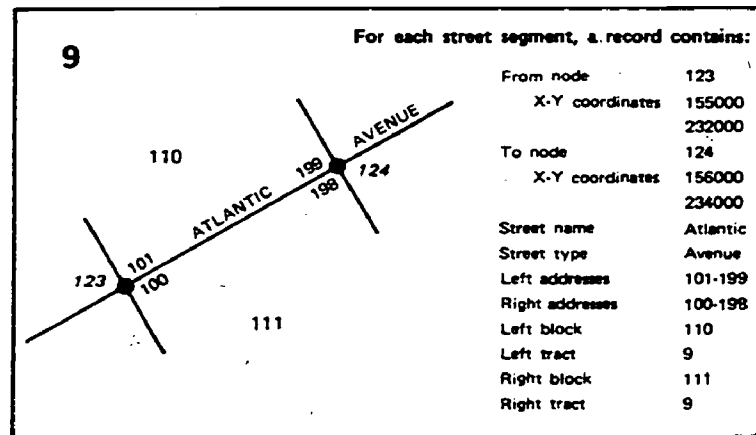 For each street segment, a record contains:
9
From node 123
X-Y coordinates 155000
232000
To node 124
X-Y coordinates 156000
234000
Street name Atlantic
Street type Avenue
Left addresses 101-199
Right addresses 100-198
Left block 110
Left tract 9
Right block 111
Right tract 9
110
AVENUE
199
198
124
ATLANTIC
101
123
100
111